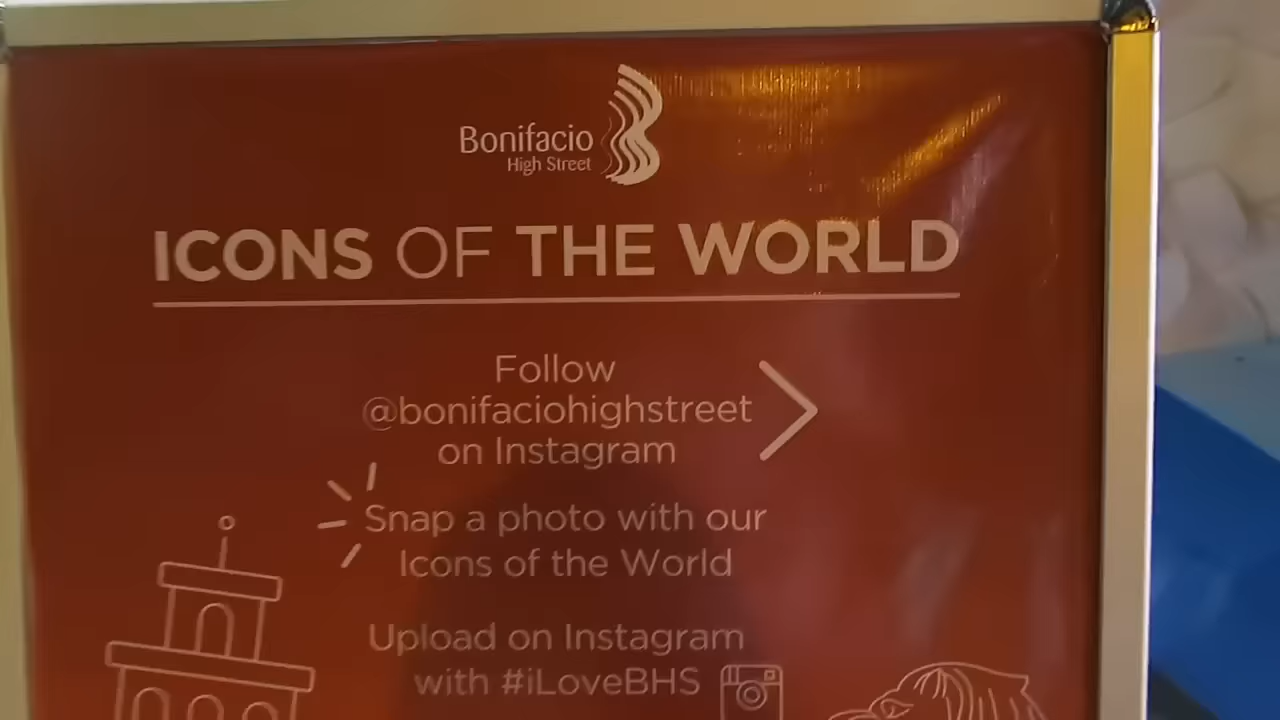 Bonifacio
High Street
ICONS OF THE WORLD
Follow
@bonifaciohighstreet
on Instagram
Snap a photo with our
Icons of the World
Upload on Instagram
with #iLoveBHS